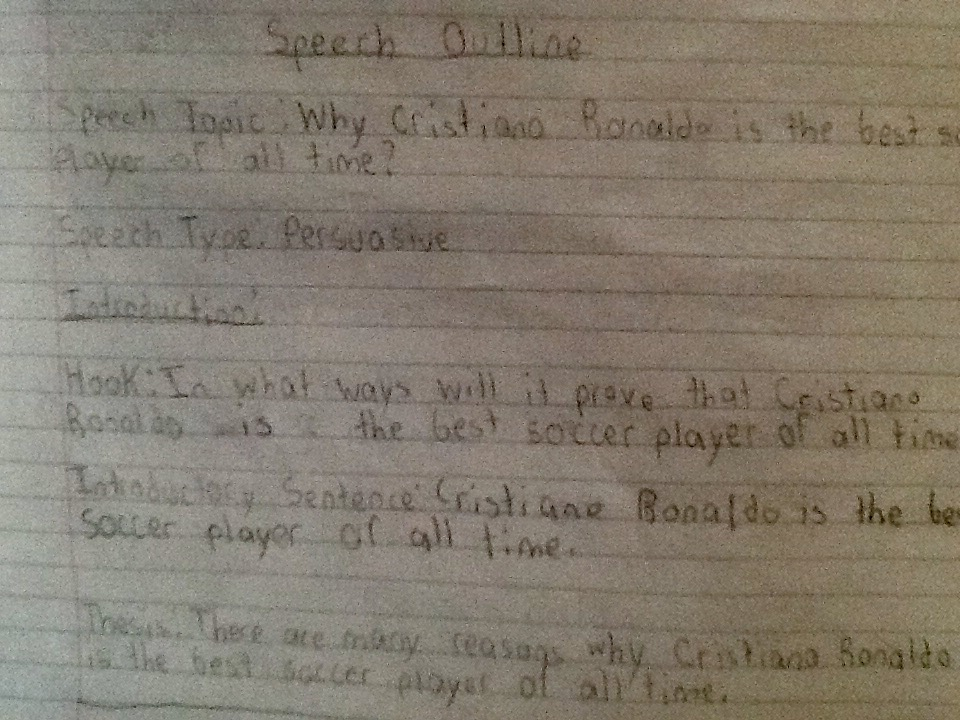 Speech Outline
Speech Topic: Why Cristiano Ronaldo is the best
Player of all time?
Speech Type: Persuasive
Introduction:
Hook: In what ways will it prove that Cristiano
Ronaldo is the best soccer player of all time
Introductory Sentence: Cristiano Ronaldo is the
soccer player of all time.
Thesis: There are many reasons why Cristiano Ronaldo
is the best soccer player of all time.